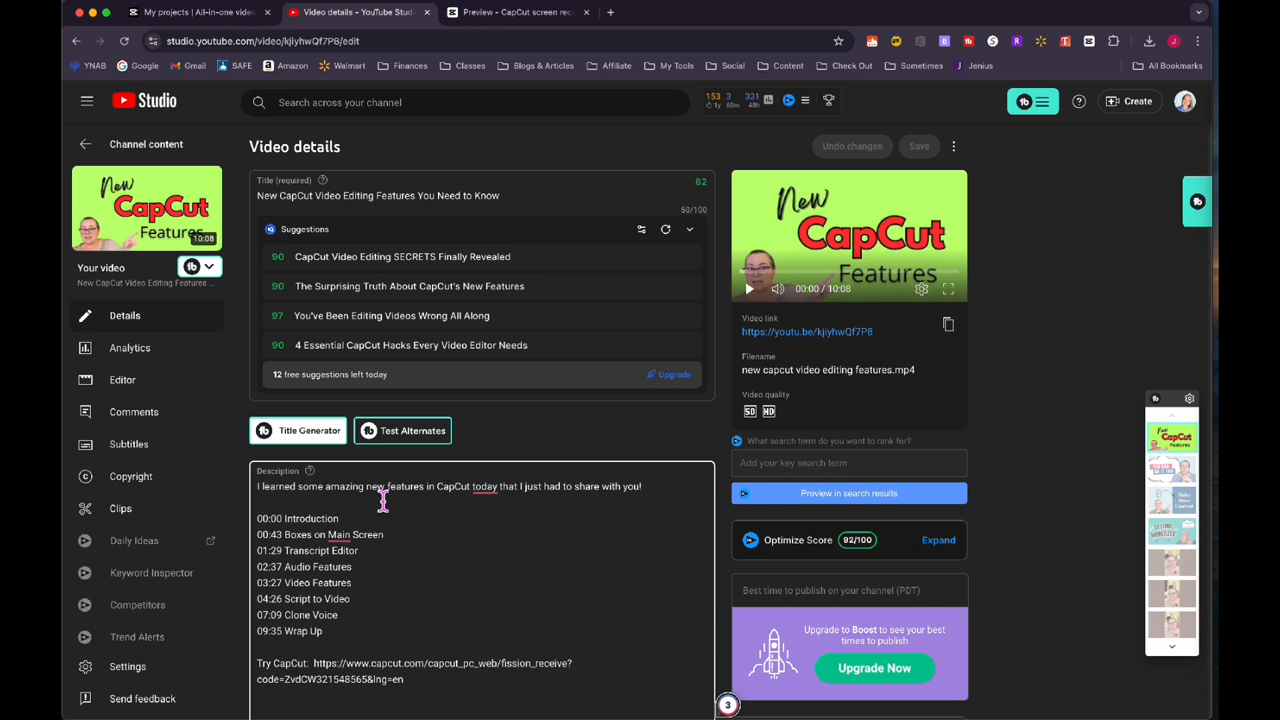 My projects | All-in-one video
Video details - YouTube Studi
Preview - CapCut screen rec
studio.youtube.com/video/kjiyhwQf7P8/edit
YNAB
Google
Gmail
SAFE
Amazon
Walmart
Finances
Classes
Blogs & Articles
Affiliate
My Tools
Social
Content
Check Out
Sometimes
Jenius
All Bookmarks
Studio
Search across your channel
153 3 331
1y 60m 48h
Create
Channel content
New
CapCut
Features
10:08
Your video
New CapCut Video Editing Features ...
Details
Analytics
Editor
Comments
Subtitles
Copyright
Clips
Daily Ideas
Keyword Inspector
Competitors
Trend Alerts
Settings
Send feedback
Video details
Undo changes
Save
Title (required)
82
New CapCut Video Editing Features You Need to Know
50/100
Suggestions
90 CapCut Video Editing SECRETS Finally Revealed
90 The Surprising Truth About CapCut's New Features
97 You've Been Editing Videos Wrong All Along
90 4 Essential CapCut Hacks Every Video Editor Needs
12 free suggestions left today
Upgrade
Title Generator
Test Alternates
Description
I learned some amazing new features in CapCut today that I just had to share with you!
00:00 Introduction
00:43 Boxes on Main Screen
01:29 Transcript Editor
02:37 Audio Features
03:27 Video Features
04:26 Script to Video
07:09 Clone Voice
09:35 Wrap Up
Try CapCut: https://www.capcut.com/capcut_pc_web/fission_receive?
code=ZvdCW321548565&lng=en
New
CapCut
Features
00:00 / 10:08
Video link
https://youtu.be/kjiyhwQf7P8
Filename
new capcut video editing features.mp4
Video quality
SD
HD
What search term do you want to rank for?
Add your key search term
Preview in search results
Optimize Score
92/100
Expand
Best time to publish on your channel (PDT)
Upgrade to Boost to see your best
times to publish
Upgrade Now
3
New
CapCut
Features